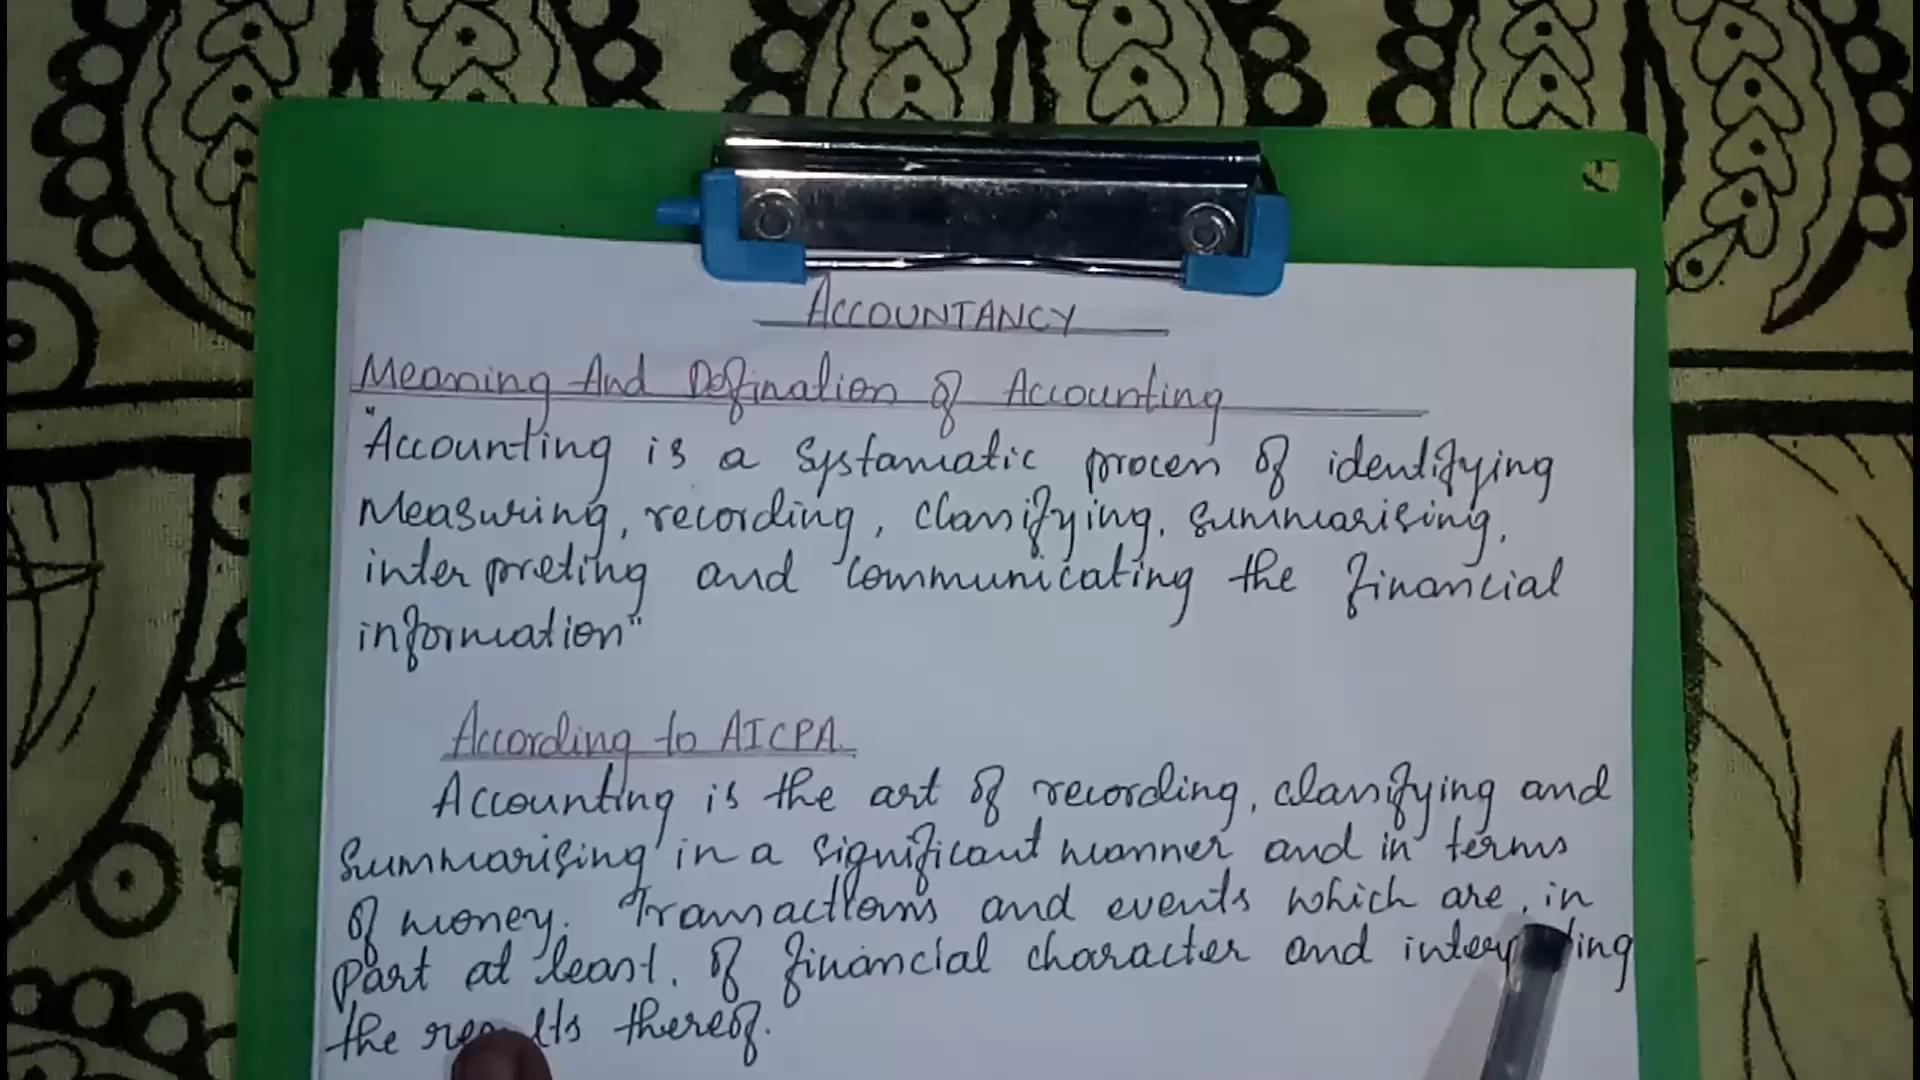 ACCOUNTANCY
Meaning And Defination of Accounting
"Accounting is a systamatic process of identifying
Measuring, recording, classifying, summarising,
interpreting and communicating the financial
information"
According to AICPA.
Accounting is the art of recording, classifying and
summarising in a significant manner and in terms
of money. Transactions and events which are, in
part at least, of financial character and interpreting
the results thereof.